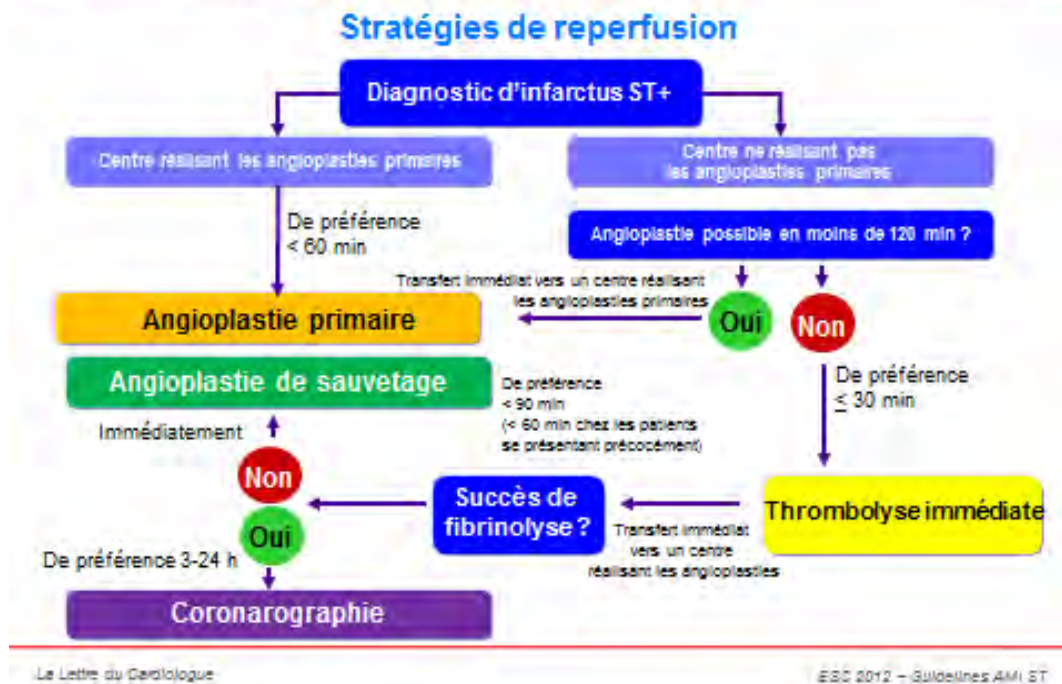 Stratégies de reperfusion
Diagnostic d'infarctus ST+
Centre réalisant les angioplasties primaires
Centre ne réalisant pas
les angioplasties primaires
De préférence
< 60 min
Angioplastie possible en moins de 120 min ?
Transfert immédiat vers un centre réalisant
les angioplasties primaires
Oui
Non
Angioplastie primaire
Angioplastie de sauvetage
De préférence
< 90 min
(< 60 min chez les patients
se présentant précocément)
De préférence
≤ 30 min
Immédiatement
Non
Oui
Succès de
fibrinolyse ?
Transfert immédiat
vers un centre
réalisant les angioplasties
Thrombolyse immédiate
De préférence 3-24 h
Coronarographie
La Lettre du Cardiologue
ESC 2012 – Guidelines AMI ST